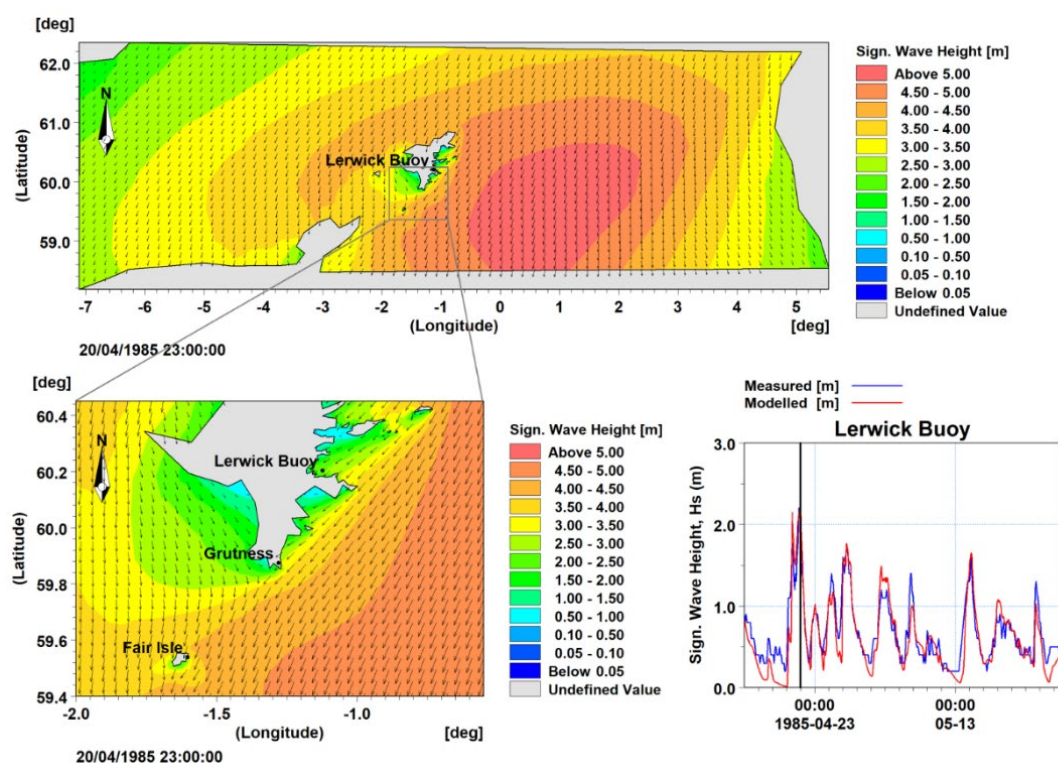 [deg]
62.0
61.0
60.0
59.0
(Latitude)
N
Lerwick Buoy
-7 -6 -5 -4 -3 -2 -1 0 1 2 3 4 5
(Longitude) [deg]
20/04/1985 23:00:00
Sign. Wave Height [m]
Above 5.00
4.50 - 5.00
4.00 - 4.50
3.50 - 4.00
3.00 - 3.50
2.50 - 3.00
2.00 - 2.50
1.50 - 2.00
1.00 - 1.50
0.50 - 1.00
0.10 - 0.50
0.05 - 0.10
Below 0.05
Undefined Value
[deg]
60.4
60.2
60.0
59.8
59.6
59.4
(Latitude)
N
Lerwick Buoy
Grutness
Fair Isle
-2.0 -1.5 -1.0
(Longitude) [deg]
20/04/1985 23:00:00
Sign. Wave Height [m]
Above 5.00
4.50 - 5.00
4.00 - 4.50
3.50 - 4.00
3.00 - 3.50
2.50 - 3.00
2.00 - 2.50
1.50 - 2.00
1.00 - 1.50
0.50 - 1.00
0.10 - 0.50
0.05 - 0.10
Below 0.05
Undefined Value
Measured [m]
Modelled [m]
Lerwick Buoy
Sign. Wave Height, Hs (m)
3.0
2.0
1.0
0.0
00:00 00:00
1985-04-23 05-13